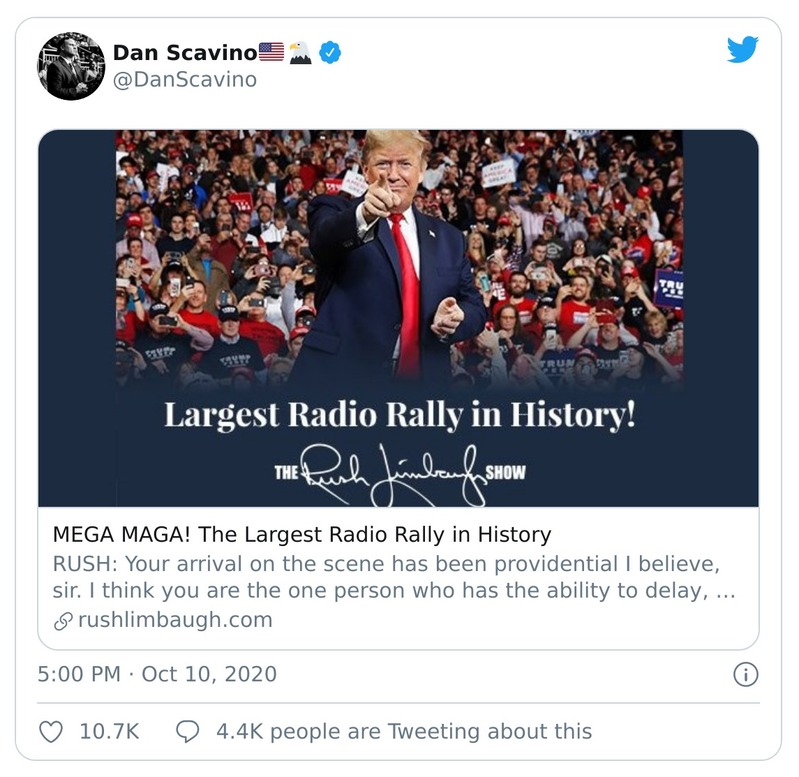 Dan Scavino🇺🇸🦅
@DanScavino
KEEP AMERICA GREAT!
TRUMP
TRUMP
TRU
TRUMP
Largest Radio Rally in History!
THE Rush Limbaugh SHOW
MEGA MAGA! The Largest Radio Rally in History
RUSH: Your arrival on the scene has been providential I believe,
sir. I think you are the one person who has the ability to delay, ...
rushlimbaugh.com
5:00 PM · Oct 10, 2020
10.7K 4.4K people are Tweeting about this